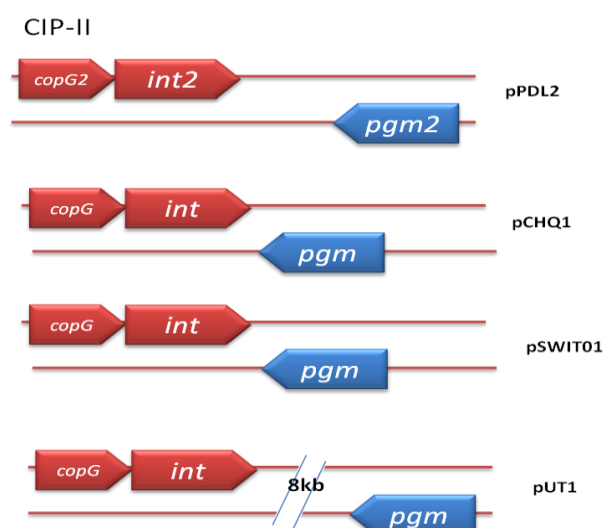 CIP-II
copG2 int2
pPDL2
pgm2
copG int
pCHQ1
pgm
copG int
pSWIT01
pgm
copG int
8kb
pUT1
pgm